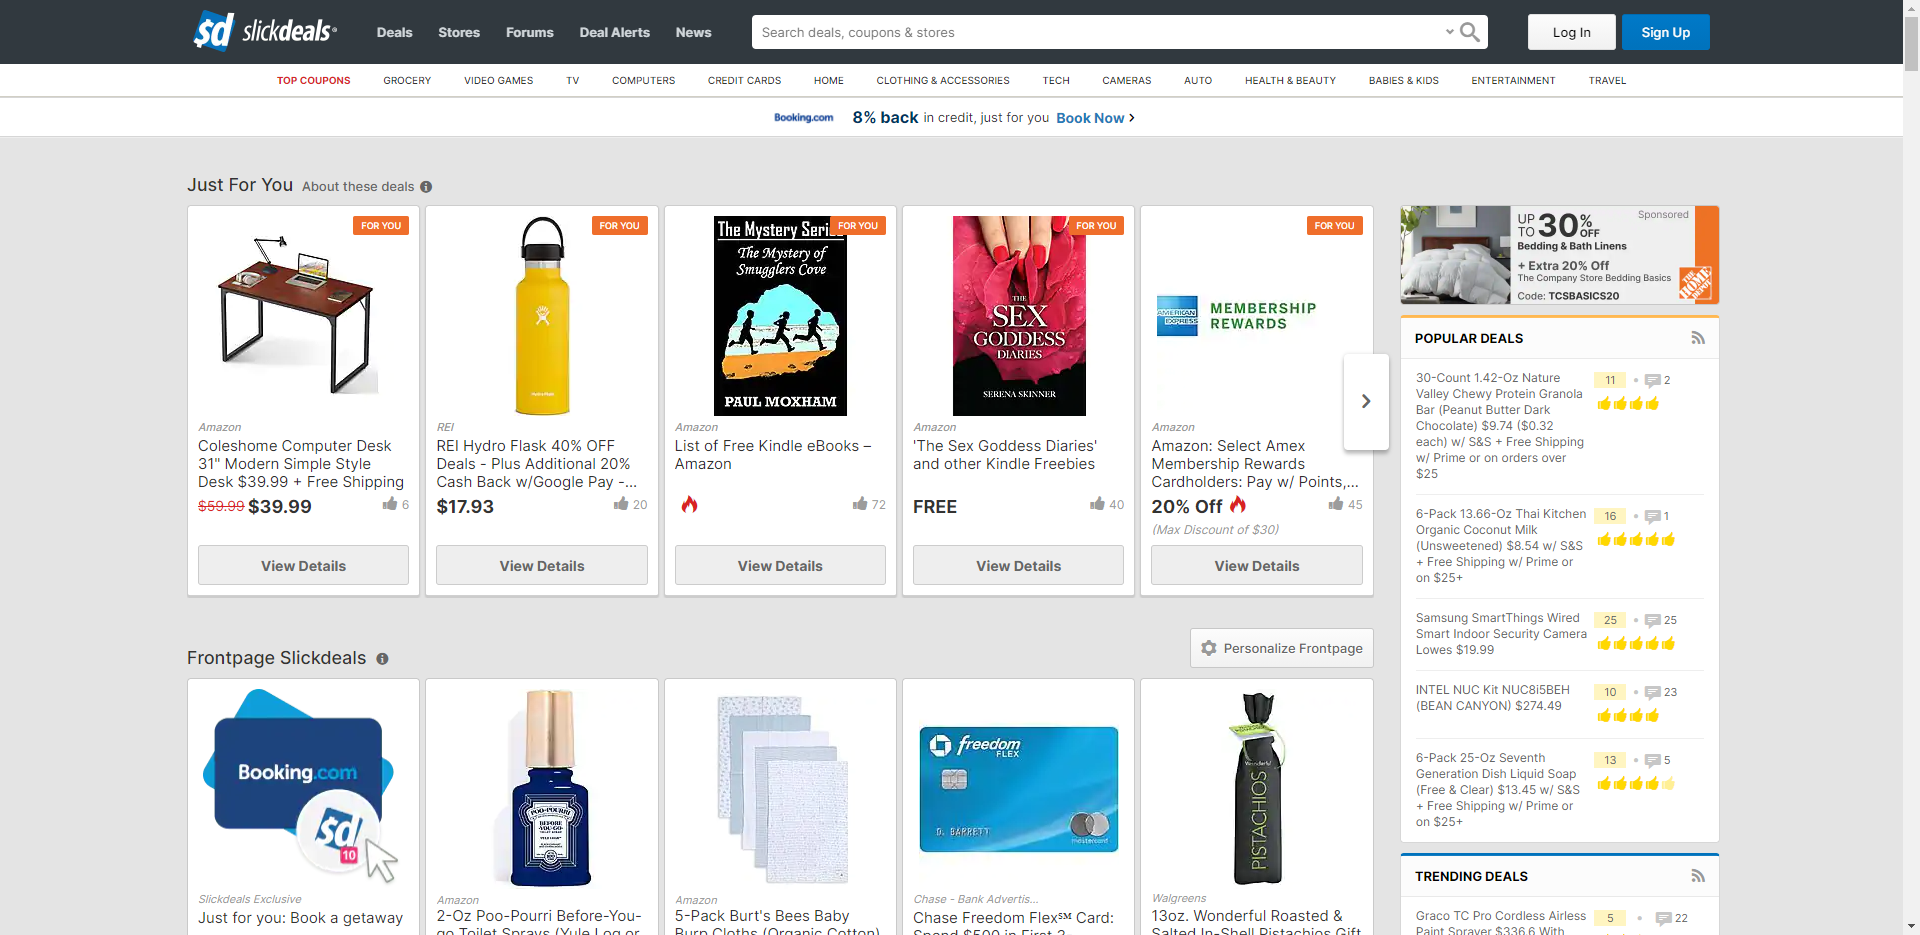 sd slickdeals
Deals
Stores
Forums
Deal Alerts
News
Search deals, coupons & stores
Log In
Sign Up
TOP COUPONS
GROCERY
VIDEO GAMES
TV
COMPUTERS
CREDIT CARDS
HOME
CLOTHING & ACCESSORIES
TECH
CAMERAS
AUTO
HEALTH & BEAUTY
BABIES & KIDS
ENTERTAINMENT
TRAVEL
Booking.com 8% back in credit, just for you Book Now
Just For You About these deals
FOR YOU
Amazon
Coleshome Computer Desk
31" Modern Simple Style
Desk $39.99 + Free Shipping
$59.99 $39.99
6
View Details
FOR YOU
Hydro Flask
REI
REI Hydro Flask 40% OFF
Deals - Plus Additional 20%
Cash Back w/Google Pay -...
$17.93
20
View Details
FOR YOU
The Mystery Series
The Mystery of
Smugglers Cove
PAUL MOXHAM
Amazon
List of Free Kindle eBooks –
Amazon
72
View Details
FOR YOU
THE
SEX
GODDESS
DIARIES
SERENA SKINNER
Amazon
'The Sex Goddess Diaries'
and other Kindle Freebies
FREE
40
View Details
FOR YOU
AMERICAN
EXPRESS
MEMBERSHIP
REWARDS
Amazon
Amazon: Select Amex
Membership Rewards
Cardholders: Pay w/ Points,...
20% Off
45
(Max Discount of $30)
View Details
Sponsored
UP
TO 30% OFF
Bedding & Bath Linens
+ Extra 20% Off
The Company Store Bedding Basics
Code: TCSBASICS20
THE HOME DEPOT
POPULAR DEALS
30-Count 1.42-Oz Nature
Valley Chewy Protein Granola
Bar (Peanut Butter Dark
Chocolate) $9.74 ($0.32
each) w/ S&S + Free Shipping
w/ Prime or on orders over
$25
11
2
6-Pack 13.66-Oz Thai Kitchen
Organic Coconut Milk
(Unsweetened) $8.54 w/ S&S
+ Free Shipping w/ Prime or
on $25+
16
1
Samsung SmartThings Wired
Smart Indoor Security Camera
Lowes $19.99
25
25
INTEL NUC Kit NUC8i5BEH
(BEAN CANYON) $274.49
10
23
6-Pack 25-Oz Seventh
Generation Dish Liquid Soap
(Free & Clear) $13.45 w/ S&S
+ Free Shipping w/ Prime or
on $25+
13
5
TRENDING DEALS
Graco TC Pro Cordless Airless
Paint Sprayer $336.6 With
5
22
Frontpage Slickdeals
Personalize Frontpage
Booking.com
sd
10
Slickdeals Exclusive
Just for you: Book a getaway
POO-POURRI
BEFORE-
YOU-GO
Amazon
2-Oz Poo-Pourri Before-You-
go Toilet Sprays (Yule Log or
Amazon
5-Pack Burt's Bees Baby
Burp Cloths (Organic Cotton)
freedom
FLEX
D. BARRETT
mastercard
Chase - Bank Advertis...
Chase Freedom Flex℠ Card:
Spend $500 in First 3
Wonderful
PISTACHIOS
Walgreens
13oz. Wonderful Roasted &
Salted In-Shell Pistachios Gift